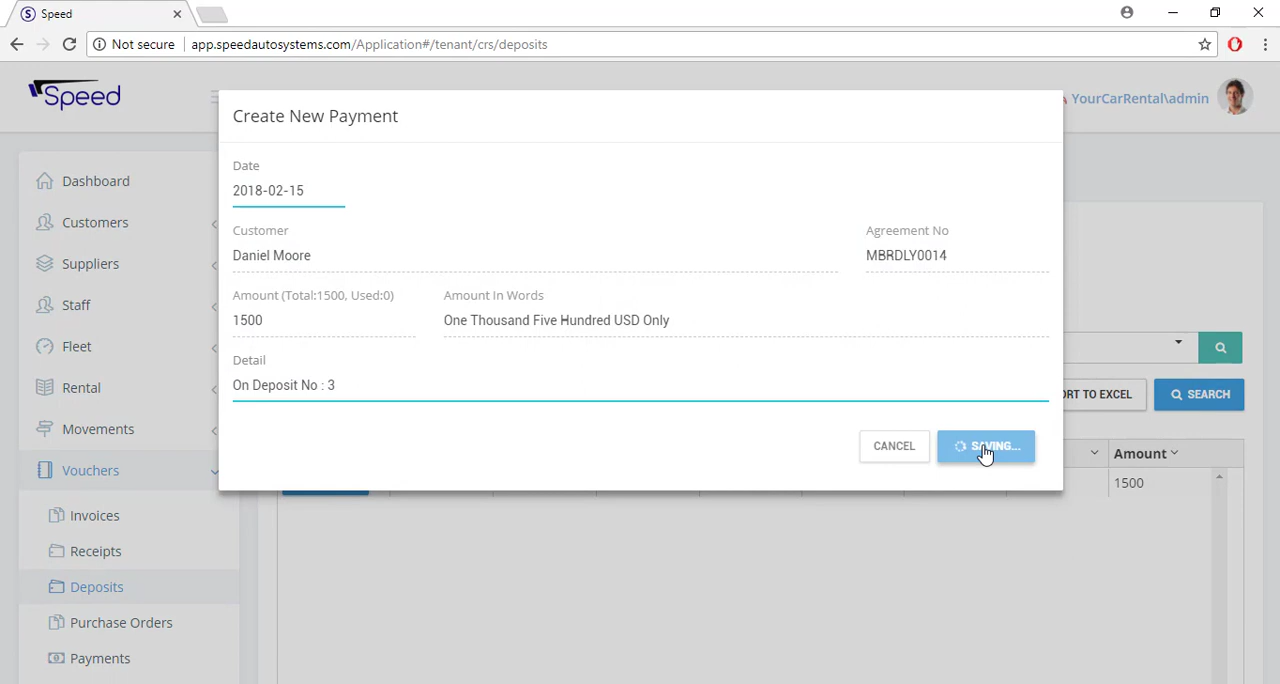 Speed
Not secure
app.speedautosystems.com/Application#/tenant/crs/deposits
Speed
YourCarRental\admin
Create New Payment
Date
2018-02-15
Customer
Daniel Moore
Agreement No
MBRDLY0014
Amount (Total:1500, Used:0)
1500
Amount In Words
One Thousand Five Hundred USD Only
Detail
On Deposit No : 3
CANCEL
SAVING...
Dashboard
Customers
Suppliers
Staff
Fleet
Rental
Movements
Vouchers
Invoices
Receipts
Deposits
Purchase Orders
Payments
TO EXCEL
SEARCH
Amount
1500